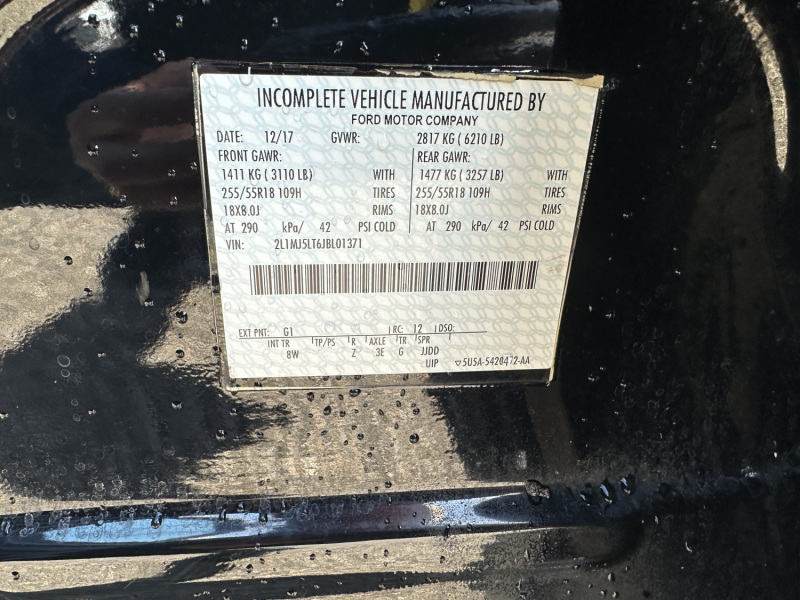 INCOMPLETE VEHICLE MANUFACTURED BY
FORD MOTOR COMPANY
DATE: 12/17 GVWR: 2817 KG ( 6210 LB)
FRONT GAWR: REAR GAWR:
1411 KG ( 3110 LB) WITH 1477 KG ( 3257 LB) WITH
255/55R18 109H TIRES 255/55R18 109H TIRES
18X8.0J RIMS 18X8.0J RIMS
AT 290 kPa/ 42 PSI COLD AT 290 kPa/ 42 PSI COLD
VIN: 2L1MJ5LT6JBL01371
EXT PNT: G1 RC: 12 DSO:
INT TR TP/PS R AXLE TR SPR
8W Z 3E G JJDD
UIP ▽5U5A-5420472-AA